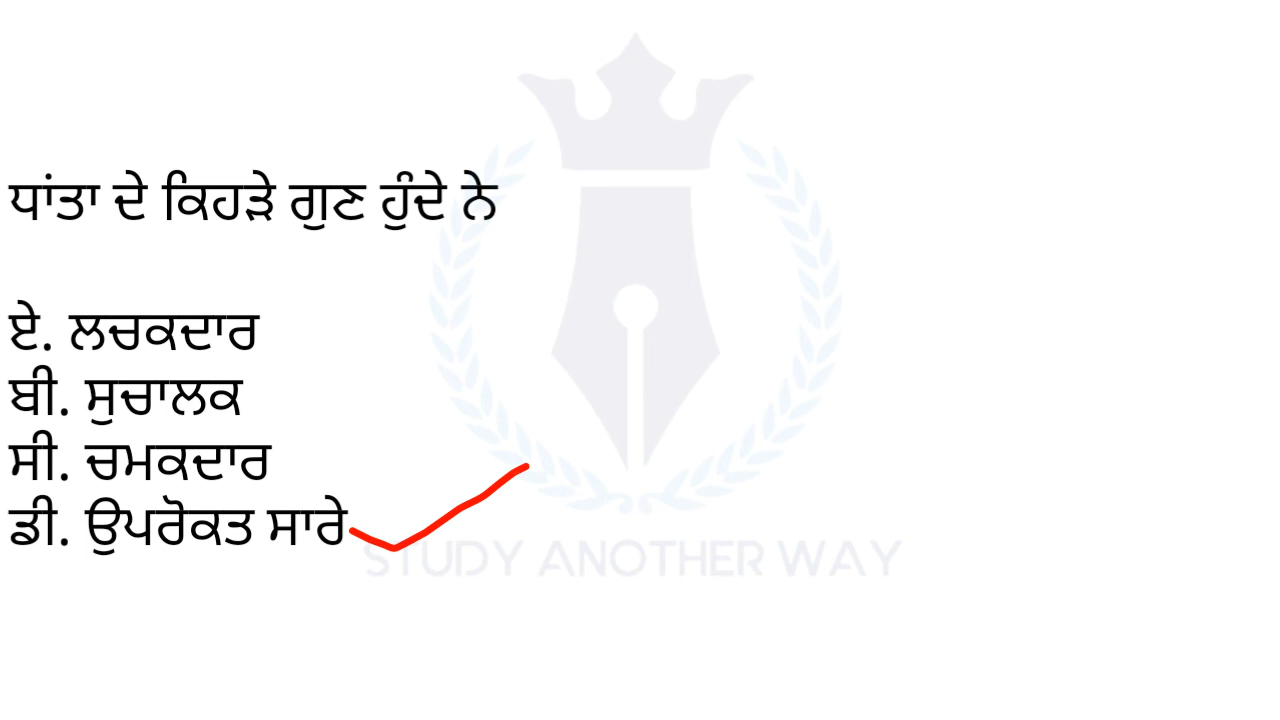 ਧਾਂਤਾ ਦੇ ਕਿਹੜੇ ਗੁਣ ਹੁੰਦੇ ਨੇ
ਏ. ਲਚਕਦਾਰ
ਬੀ. ਸੁਚਾਲਕ
ਸੀ. ਚਮਕਦਾਰ
ਡੀ. ਉਪਰੋਕਤ ਸਾਰੇ
STUDY ANOTHER WAY